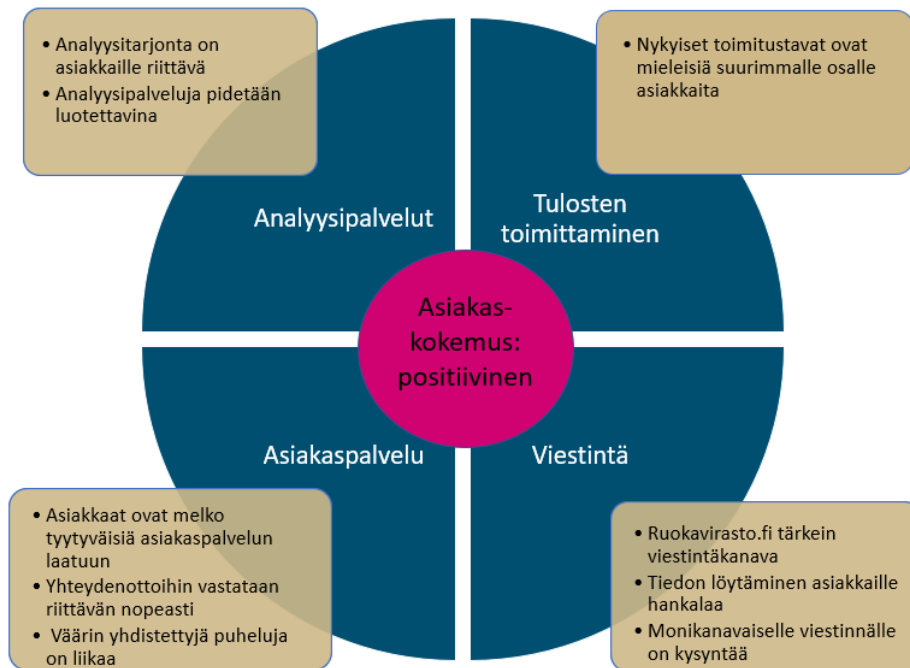 • Analyysitarjonta on
asiakkaille riittävä
• Analyysipalveluja pidetään
luotettavina
• Nykyiset toimitustavat ovat
mieleisiä suurimmalle osalle
asiakkaita
Analyysipalvelut
Tulosten
toimittaminen
Asiakas-
kokemus:
positiivinen
Asiakaspalvelu
Viestintä
• Asiakkaat ovat melko
tyytyväisiä asiakaspalvelun
laatuun
• Yhteydenottoihin vastataan
riittävän nopeasti
• Väärin yhdistettyjä puheluja
on liikaa
• Ruokavirasto.fi tärkein
viestintäkanava
• Tiedon löytäminen asiakkaille
hankalaa
• Monikanavaiselle viestinnälle
on kysyntää